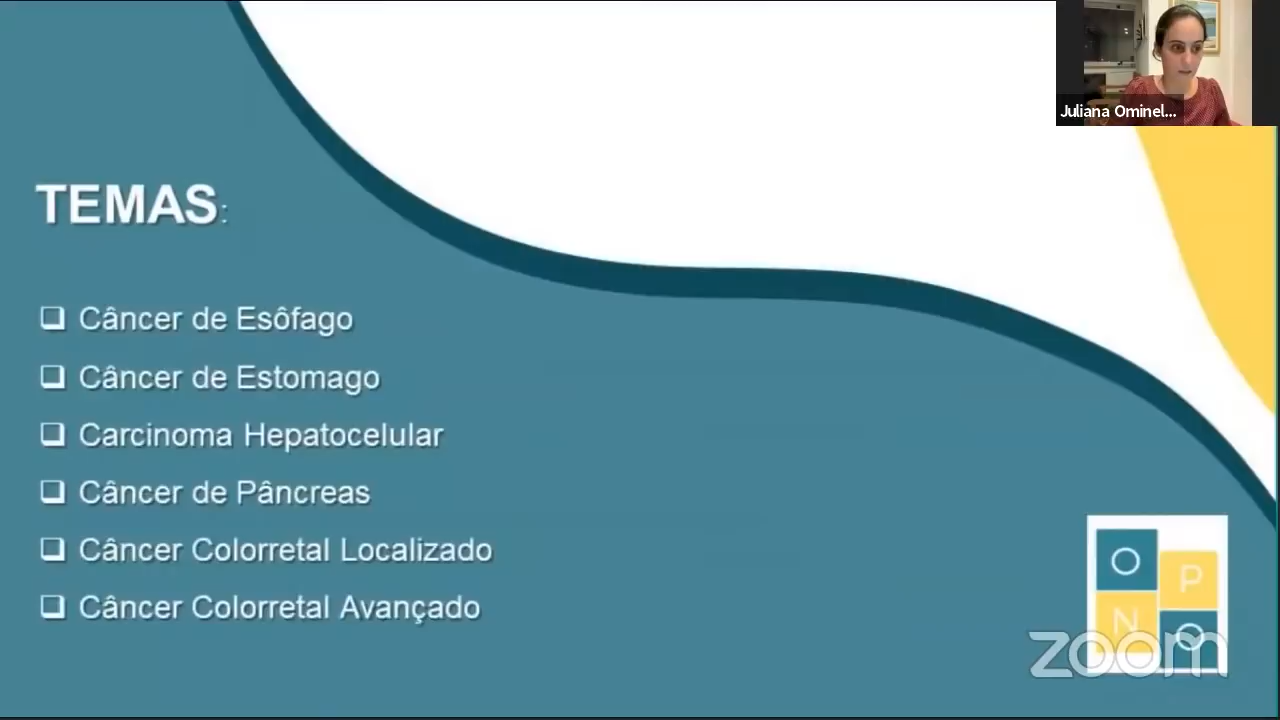 Juliana Ominel...
TEMAS:
Câncer de Esôfago
Câncer de Estomago
Carcinoma Hepatocelular
Câncer de Pâncreas
Câncer Colorretal Localizado
Câncer Colorretal Avançado
O P
N O
zoom